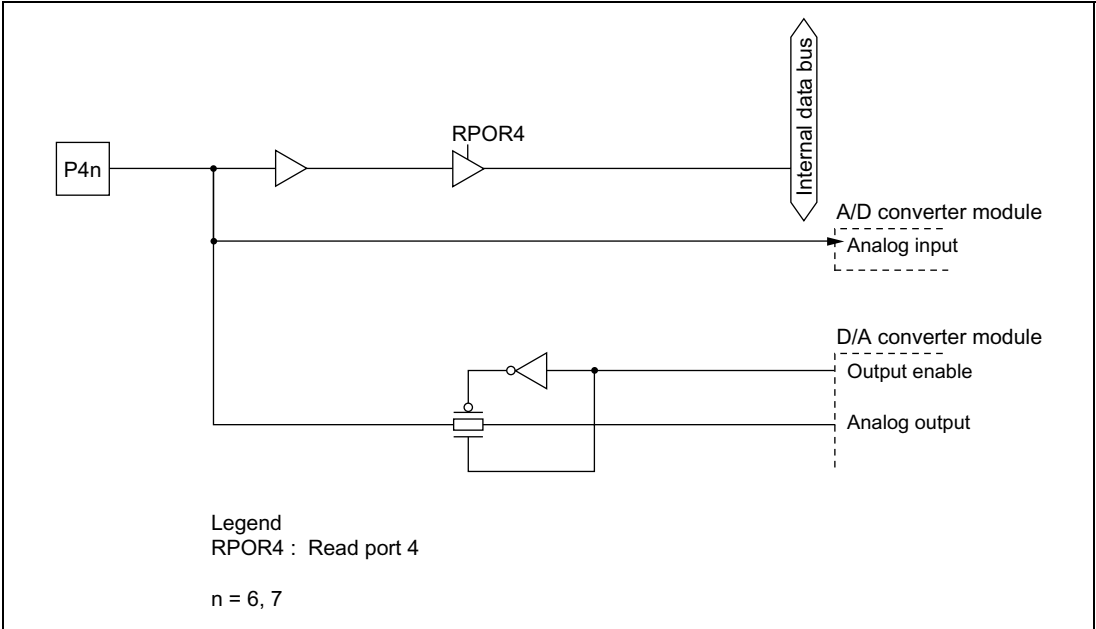 Internal data bus
RPOR4
P4n
A/D converter module
Analog input
D/A converter module
Output enable
Analog output
Legend
RPOR4 : Read port 4
n = 6, 7